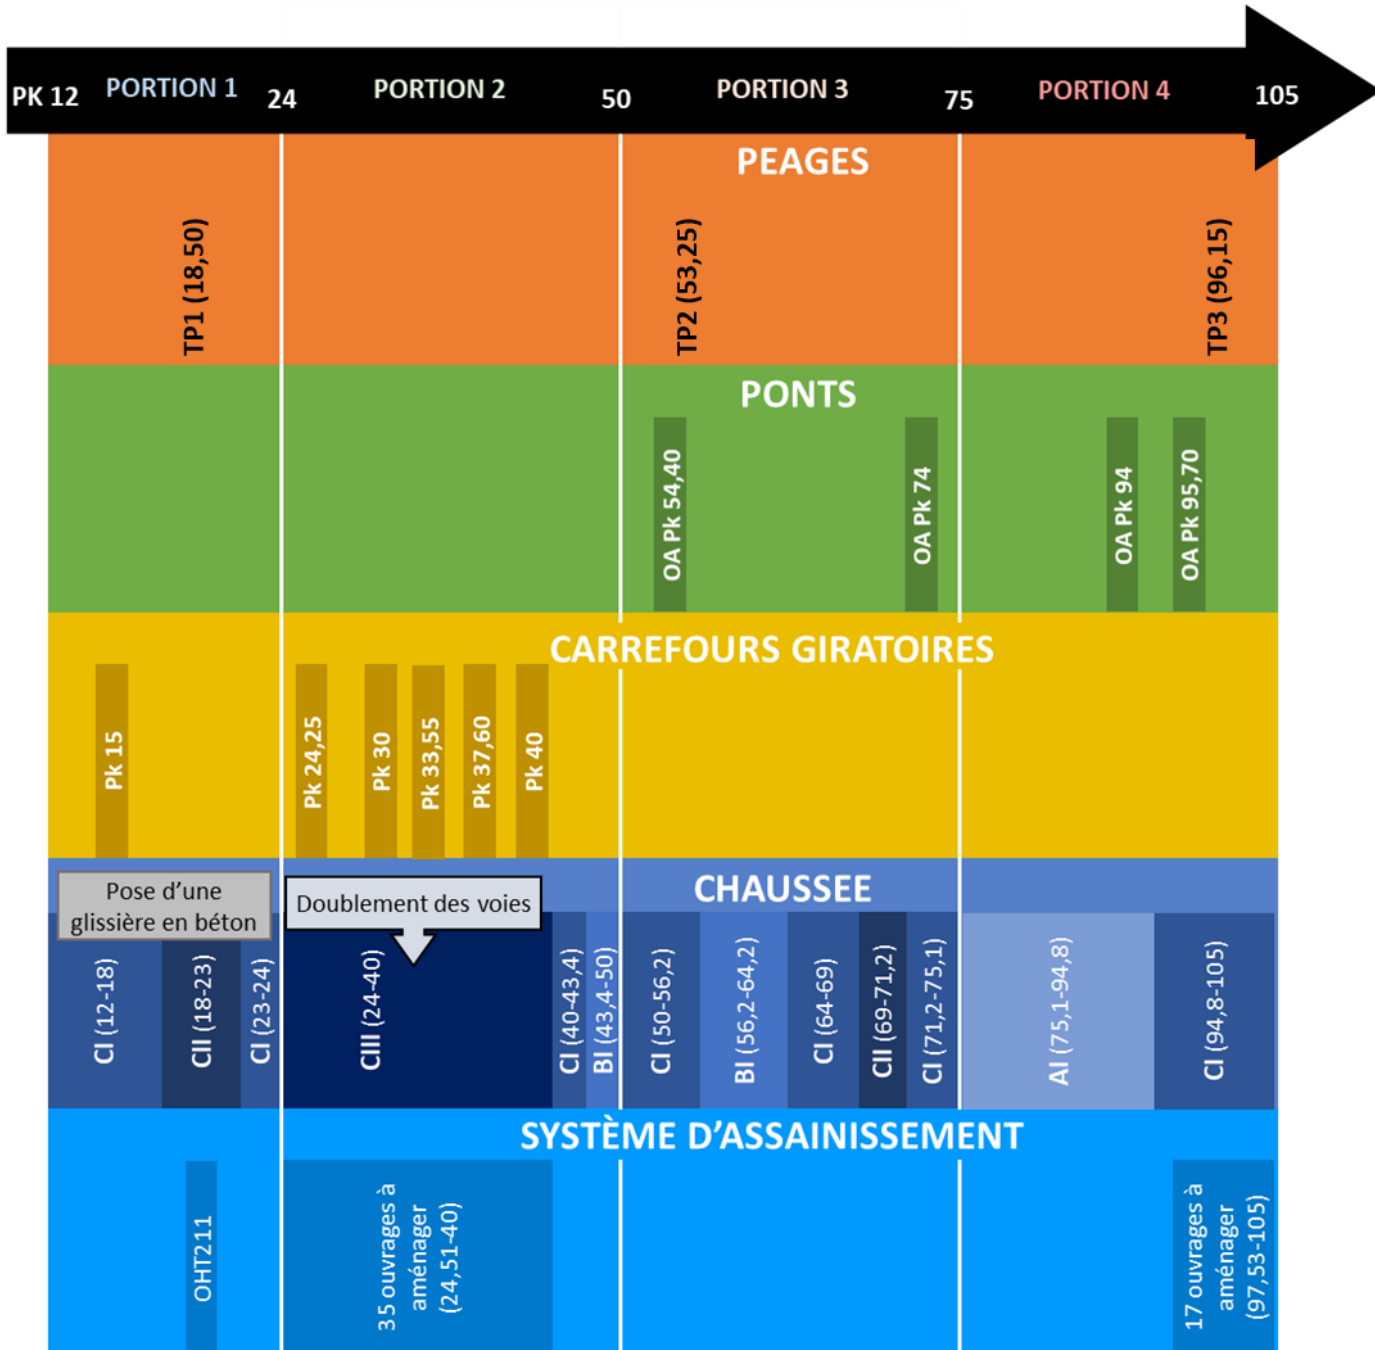 PK 12
PORTION 1
24
PORTION 2
50
PORTION 3
75
PORTION 4
105
PEAGES
TP1 (18,50)
TP2 (53,25)
TP3 (96,15)
PONTS
OA Pk 54,40
OA Pk 74
OA Pk 94
OA Pk 95,70
CARREFOURS GIRATOIRES
Pk 15
Pk 24,25
Pk 30
Pk 33,55
Pk 37,60
Pk 40
CHAUSSEE
Pose d’une
glissière en béton
Doublement des voies
CI (12-18)
CII (18-23)
CI (23-24)
CIII (24-40)
CI (40-43,4)
BI (43,4-50)
CI (50-56,2)
BI (56,2-64,2)
CI (64-69)
CII (69-71,2)
CI (71,2-75,1)
AI (75,1-94,8)
CI (94,8-105)
SYSTÈME D’ASSAINISSEMENT
OHT211
35 ouvrages à
aménager
(24,51-40)
17 ouvrages à
aménager
(97,53-105)